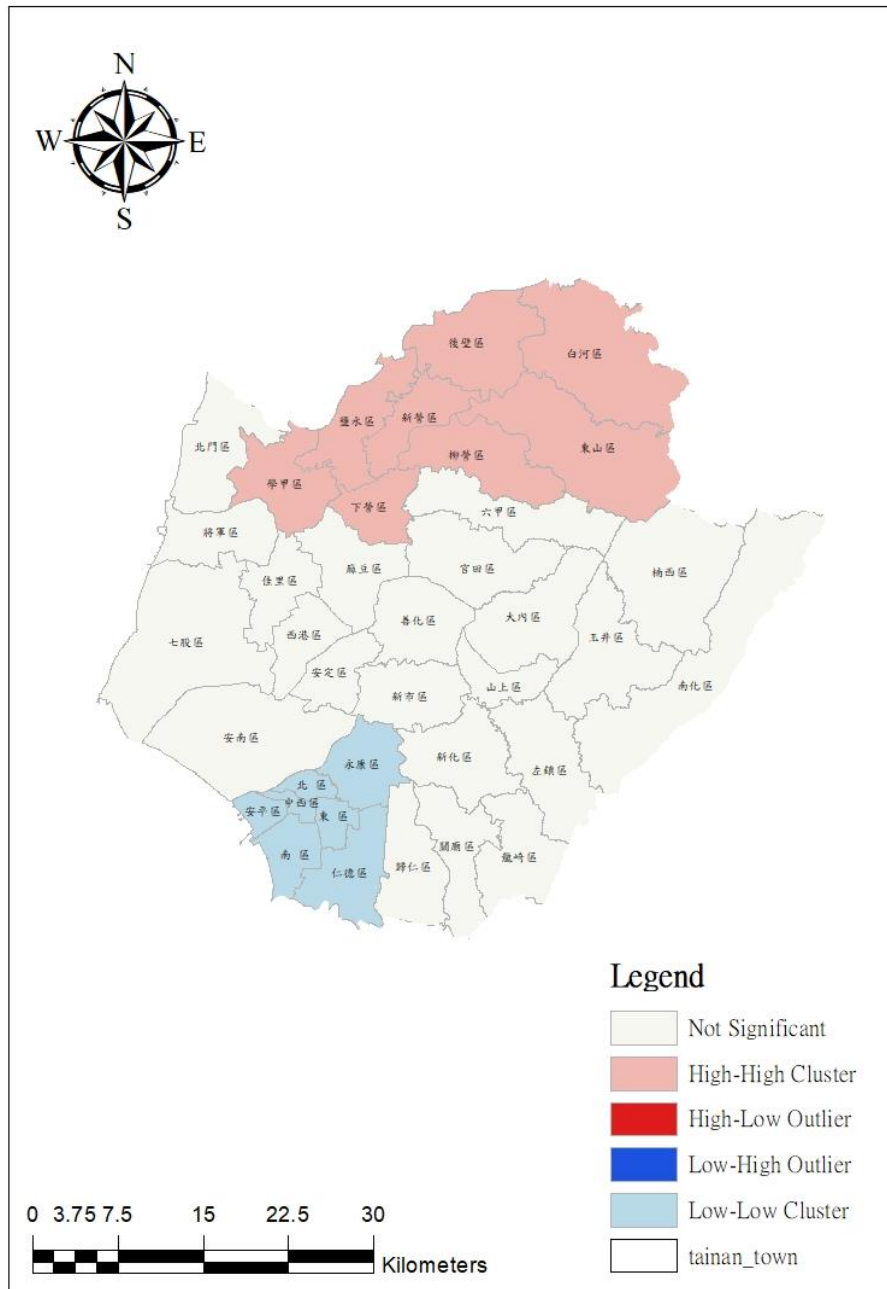 N
W E
S
後壁區
白河區
鹽水區
新營區
北門區
柳營區
東山區
學甲區
下營區
六甲區
將軍區
佳里區
麻豆區
官田區
楠西區
七股區
西港區
善化區
大內區
玉井區
安定區
新市區
山上區
南化區
安南區
永康區
新化區
左鎮區
北 區
安平區
中西區
東 區
南 區
仁德區
歸仁區
關廟區
龍崎區
Legend
Not Significant
High-High Cluster
High-Low Outlier
Low-High Outlier
Low-Low Cluster
tainan_town
0 3.75 7.5 15 22.5 30
Kilometers